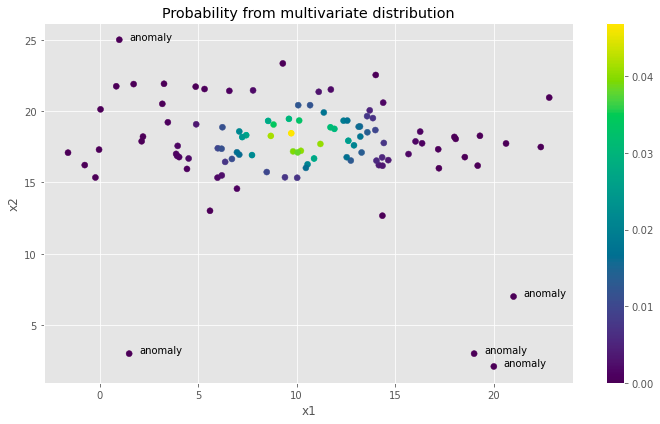 Probability from multivariate distribution
25
20
15
10
5
x2
anomaly
anomaly
anomaly
anomaly
anomaly
0
5
10
15
20
x1
0.04
0.03
0.02
0.01
0.00